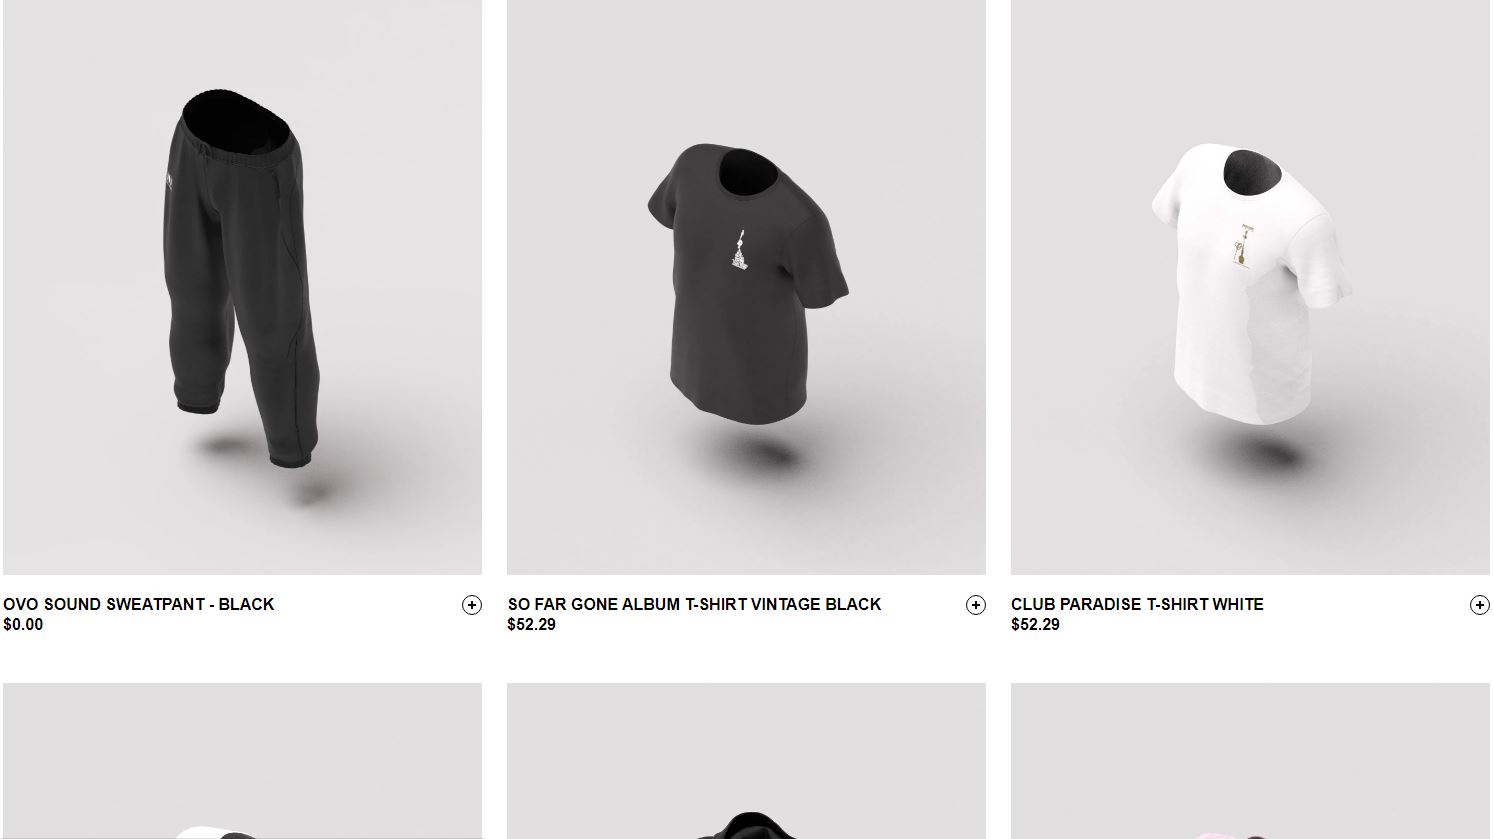 OVO SOUND SWEATPANT - BLACK
$0.00
SO FAR GONE ALBUM T-SHIRT VINTAGE BLACK
$52.29
CLUB PARADISE T-SHIRT WHITE
$52.29